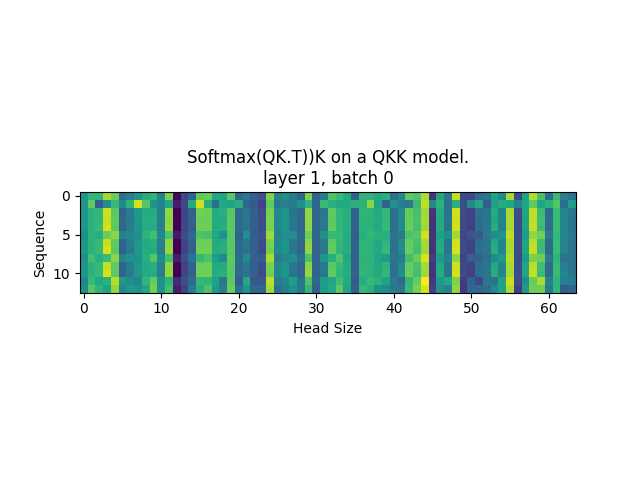 Softmax(QK.T))K on a QKK model.
layer 1, batch 0
0
5
10
Sequence
0 10 20 30 40 50 60
Head Size